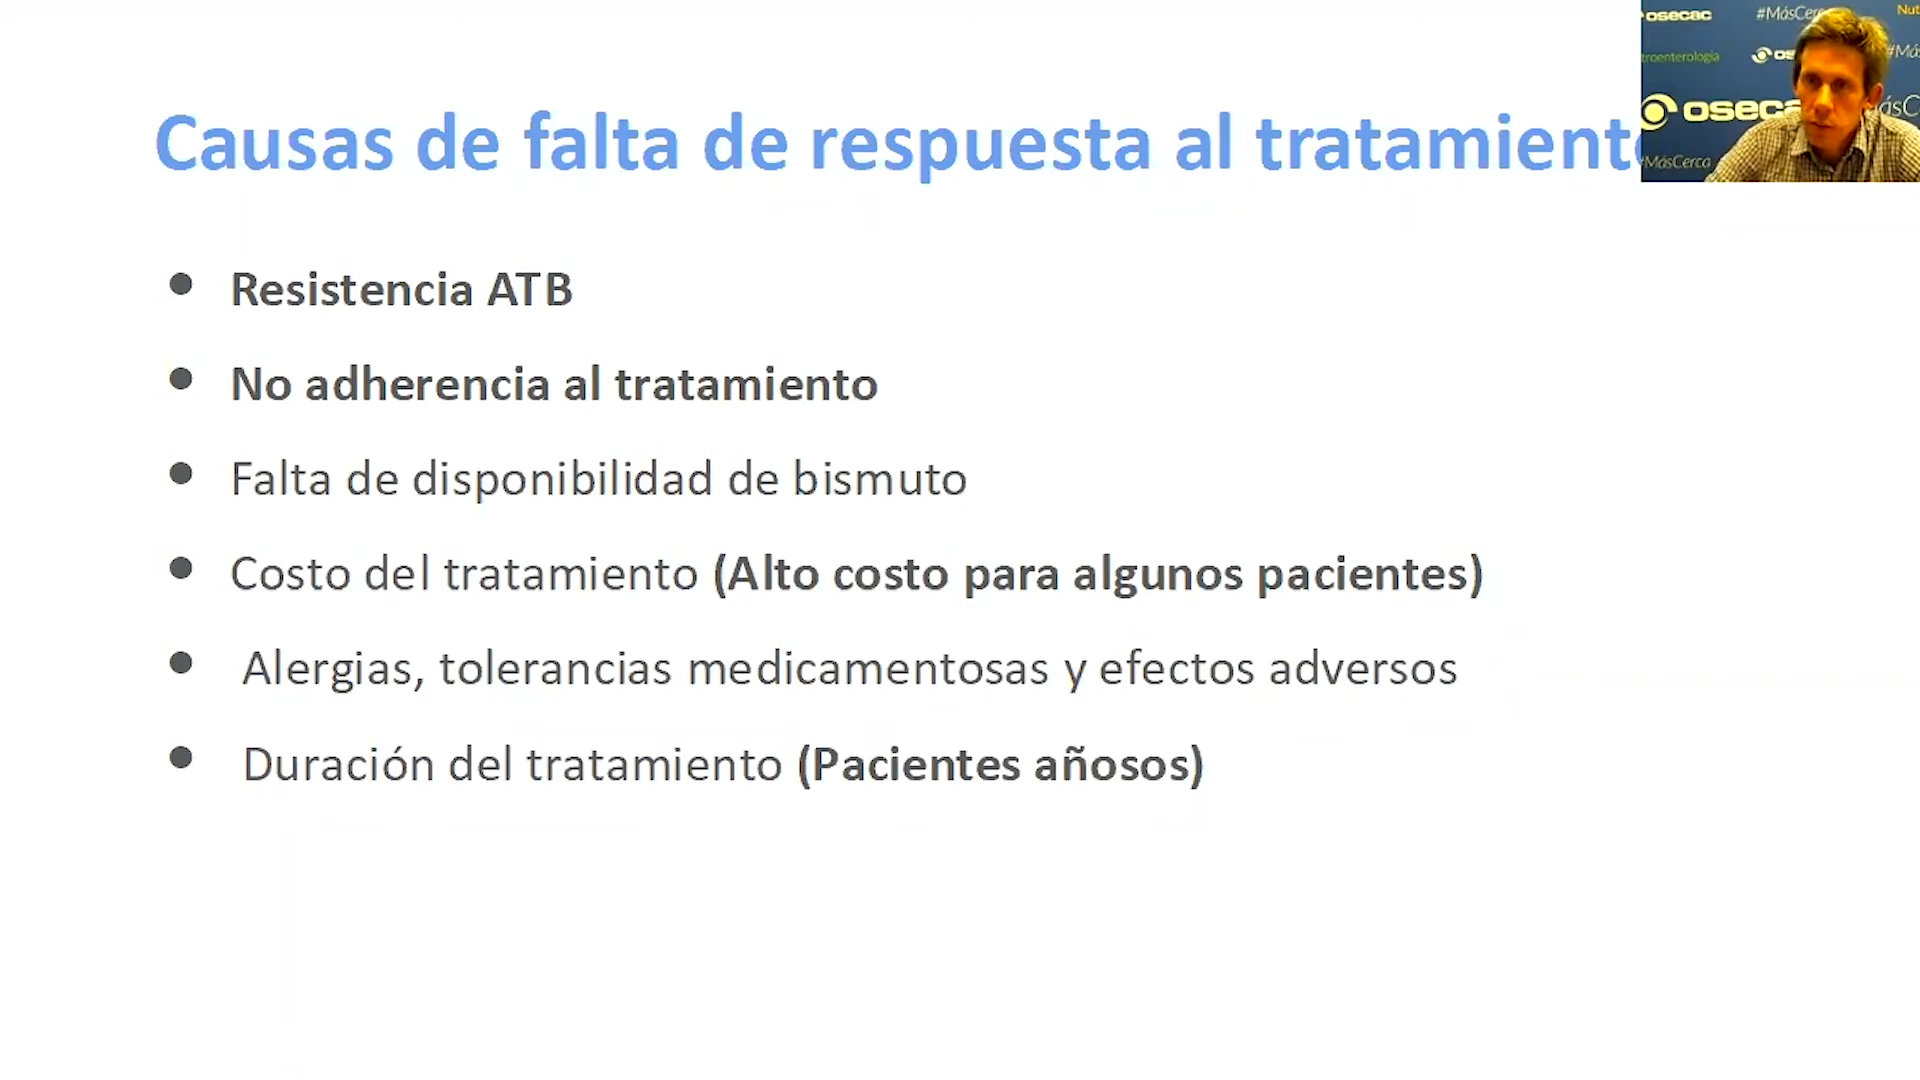 Causas de falta de respuesta al tratamiento
• Resistencia ATB
• No adherencia al tratamiento
• Falta de disponibilidad de bismuto
• Costo del tratamiento (Alto costo para algunos pacientes)
• Alergias, tolerancias medicamentosas y efectos adversos
• Duración del tratamiento (Pacientes añosos)
osecac
osecac
#MásCerca